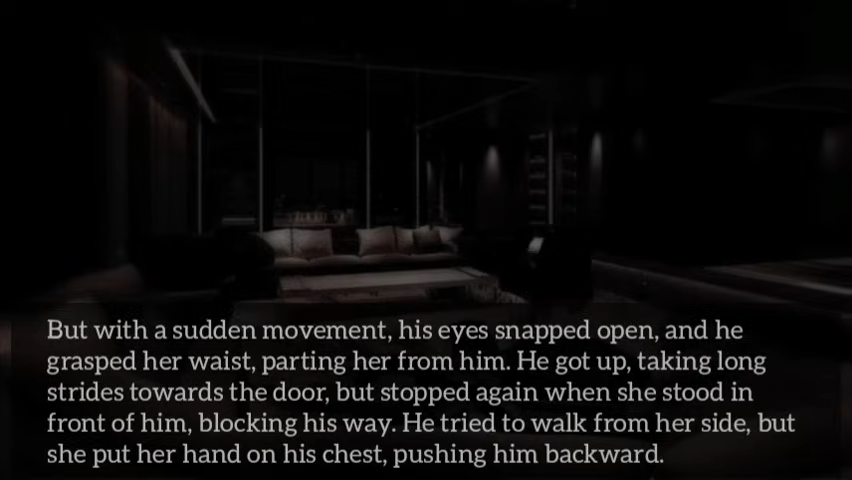 But with a sudden movement, his eyes snapped open, and he
grasped her waist, parting her from him. He got up, taking long
strides towards the door, but stopped again when she stood in
front of him, blocking his way. He tried to walk from her side, but
she put her hand on his chest, pushing him backward.